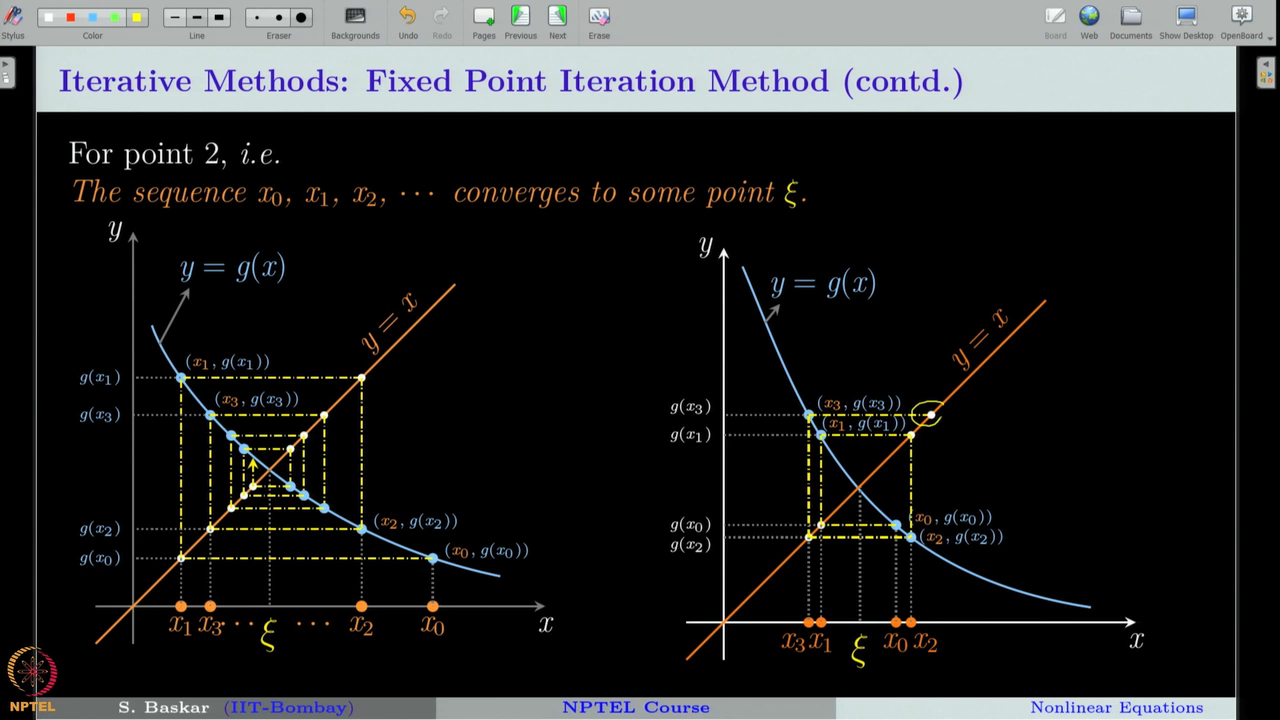 Stylus
Color
Line
Eraser
Backgrounds
Undo
Redo
Pages
Previous
Next
Erase
Board
Web
Documents
Show Desktop
OpenBoard
Iterative Methods: Fixed Point Iteration Method (contd.)
For point 2, i.e.
The sequence x₀, x₁, x₂, ⋯ converges to some point ξ.
y
y = g(x)
y = x
(x₁, g(x₁))
g(x₁)
(x₃, g(x₃))
g(x₃)
(x₂, g(x₂))
g(x₂)
(x₀, g(x₀))
g(x₀)
x₁ x₃ ⋯ ξ ⋯ x₂ x₀ x
y
y = g(x)
y = x
(x₃, g(x₃))
g(x₃)
(x₁, g(x₁))
g(x₁)
(x₀, g(x₀))
g(x₀)
(x₂, g(x₂))
g(x₂)
x₃ x₁ ξ x₀ x₂ x
NPTEL
S. Baskar (IIT-Bombay)
NPTEL Course
Nonlinear Equations